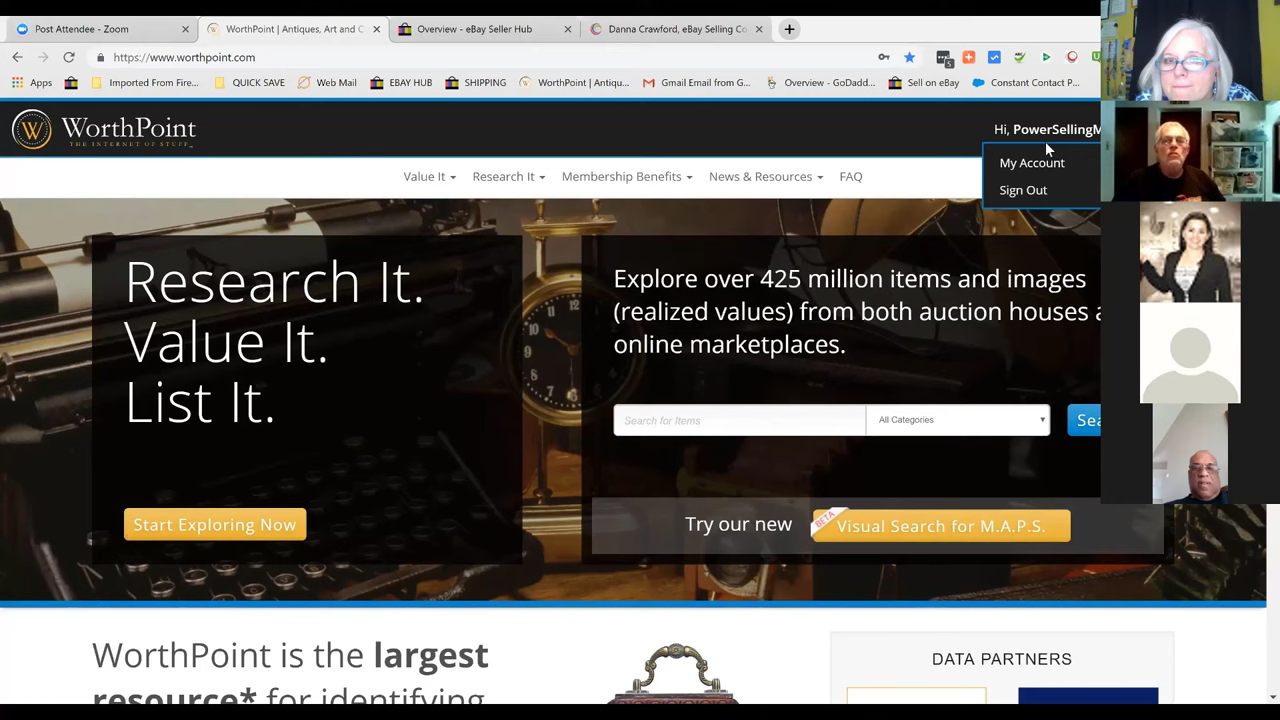 Post Attendee - Zoom
WorthPoint | Antiques, Art and C
Overview - eBay Seller Hub
Danna Crawford, eBay Selling Co
https://www.worthpoint.com
Apps
Imported From Fire...
QUICK SAVE
Web Mail
EBAY HUB
SHIPPING
WorthPoint | Antiqu...
Gmail Email from G...
Overview - GoDadd...
Sell on eBay
Constant Contact P...
W WorthPoint
THE INTERNET OF STUFF™
Hi, PowerSellingM
My Account
Sign Out
Value It
Research It
Membership Benefits
News & Resources
FAQ
Research It.
Value It.
List It.
Start Exploring Now
Explore over 425 million items and images
(realized values) from both auction houses a
online marketplaces.
Search for Items
All Categories
Sea
Try our new
BETA
Visual Search for M.A.P.S.
WorthPoint is the largest
resource* for identifying,
DATA PARTNERS